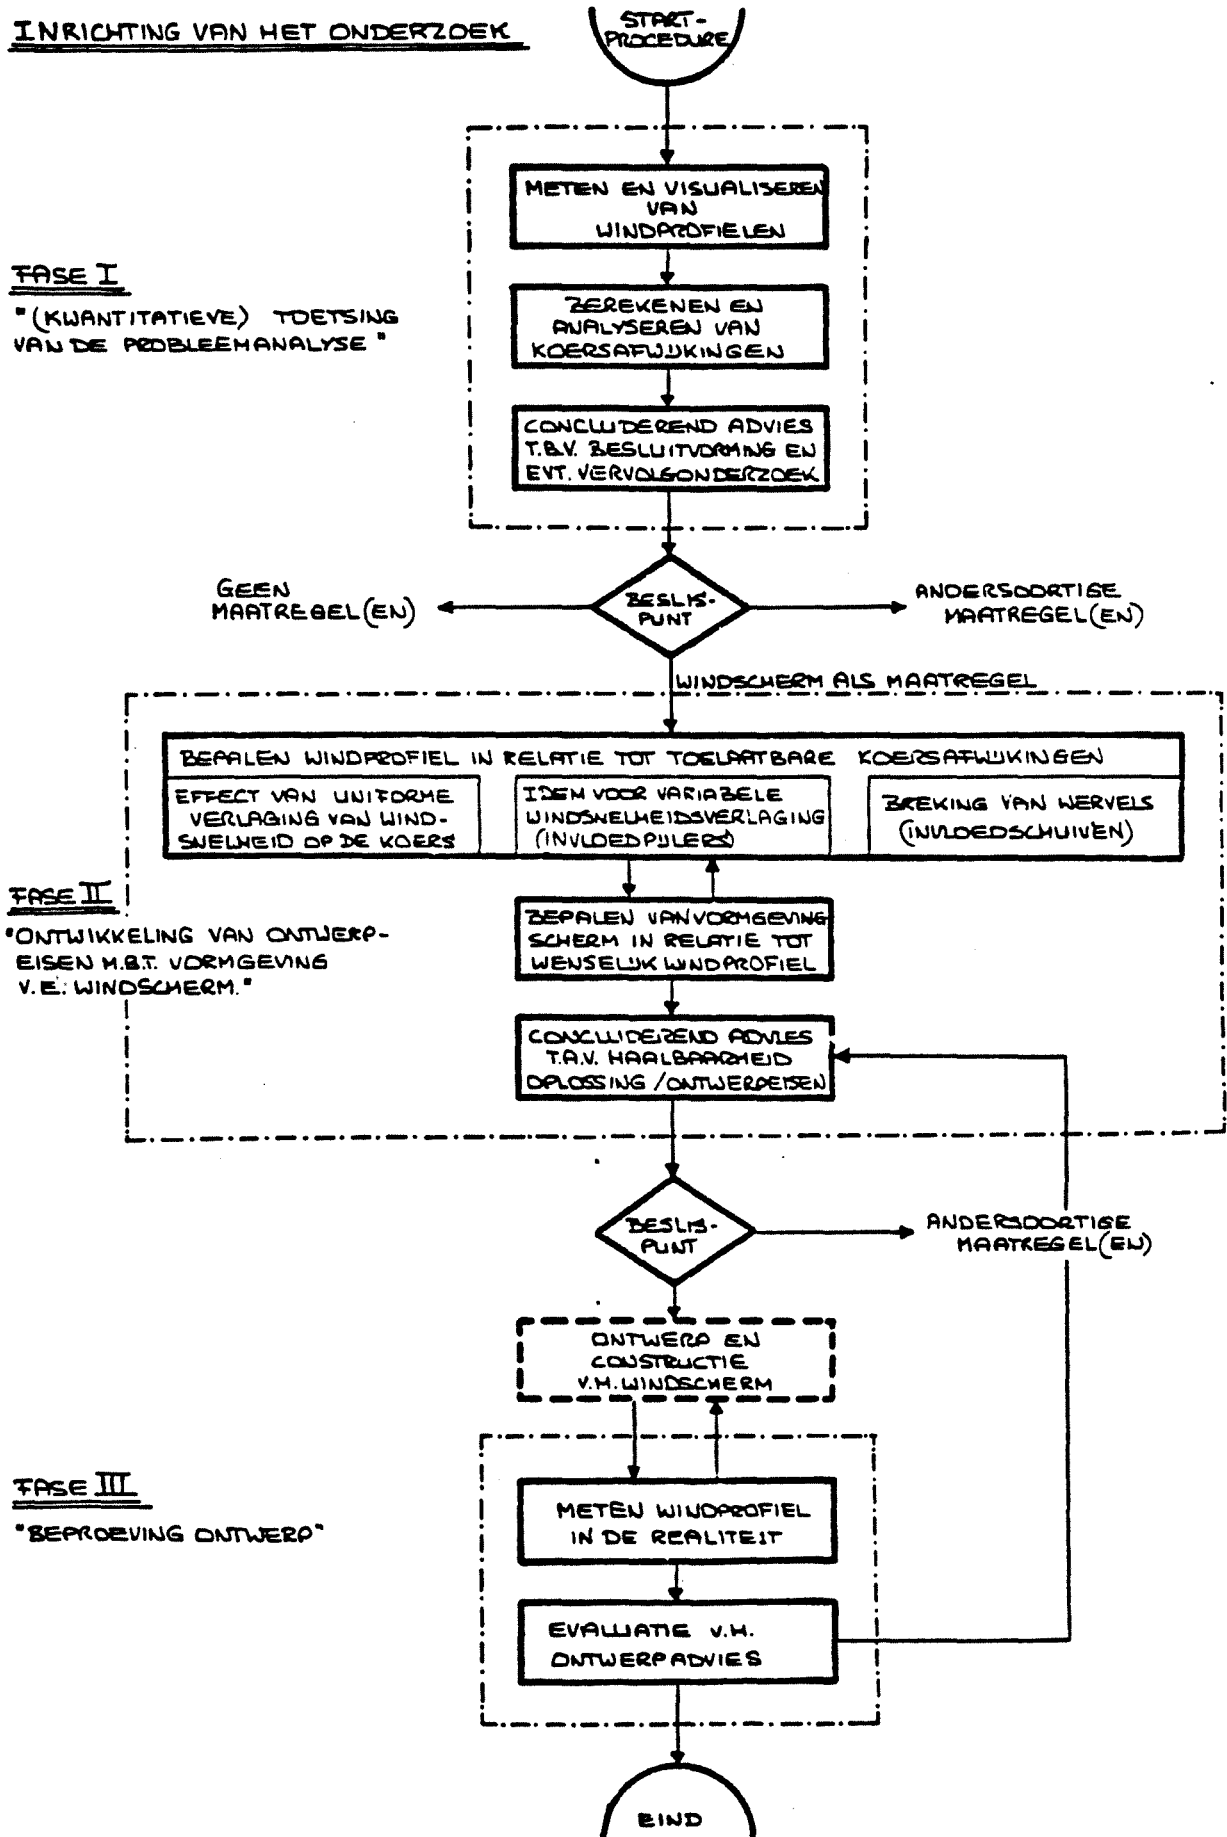 INRICHTING VAN HET ONDERZOEK
START-
PROCEDURE
METEN EN VISUALISEREN
VAN
WINDPROFIELEN
FASE I
"(KWANTITATIEVE) TOETSING
VAN DE PROBLEEMANALYSE"
BEREKENEN EN
ANALYSEREN VAN
KOERSAFWIJKINGEN
CONCLUDEREND ADVIES
T.B.V. BESLUITVORMING EN
EVT. VERVOLGONDERZOEK
GEEN
MAATREGEL(EN)
BESLIS-
PUNT
ANDERSOORTIGE
MAATREGEL(EN)
WINDSCHERM ALS MAATREGEL
BEPALEN WINDPROFIEL IN RELATIE TOT TOELAATBARE KOERSAFWIJKINGEN
EFFECT VAN UNIFORME
VERLAGING VAN WIND-
SNELHEID OP DE KOERS
IDEM VOOR VARIABELE
WINDSNELHEIDSVERLAGING
(INVLOED PIJLERS)
BREKING VAN WERVELS
(INVLOED SCHUIVEN)
FASE II
"ONTWIKKELING VAN ONTWERP-
EISEN M.B.T. VORMGEVING
V.E. WINDSCHERM."
BEPALEN VAN VORMGEVING
SCHERM IN RELATIE TOT
WENSELIJK WINDPROFIEL
CONCLUDEREND ADVIES
T.A.V. HAALBAARHEID
OPLOSSING / ONTWERPEISEN
BESLIS-
PUNT
ANDERSOORTIGE
MAATREGEL(EN)
ONTWERP EN
CONSTRUCTIE
V.H. WINDSCHERM
FASE III
"BEPROEVING ONTWERP"
METEN WINDPROFIEL
IN DE REALITEIT
EVALUATIE V.H.
ONTWERPADVIES
EIND